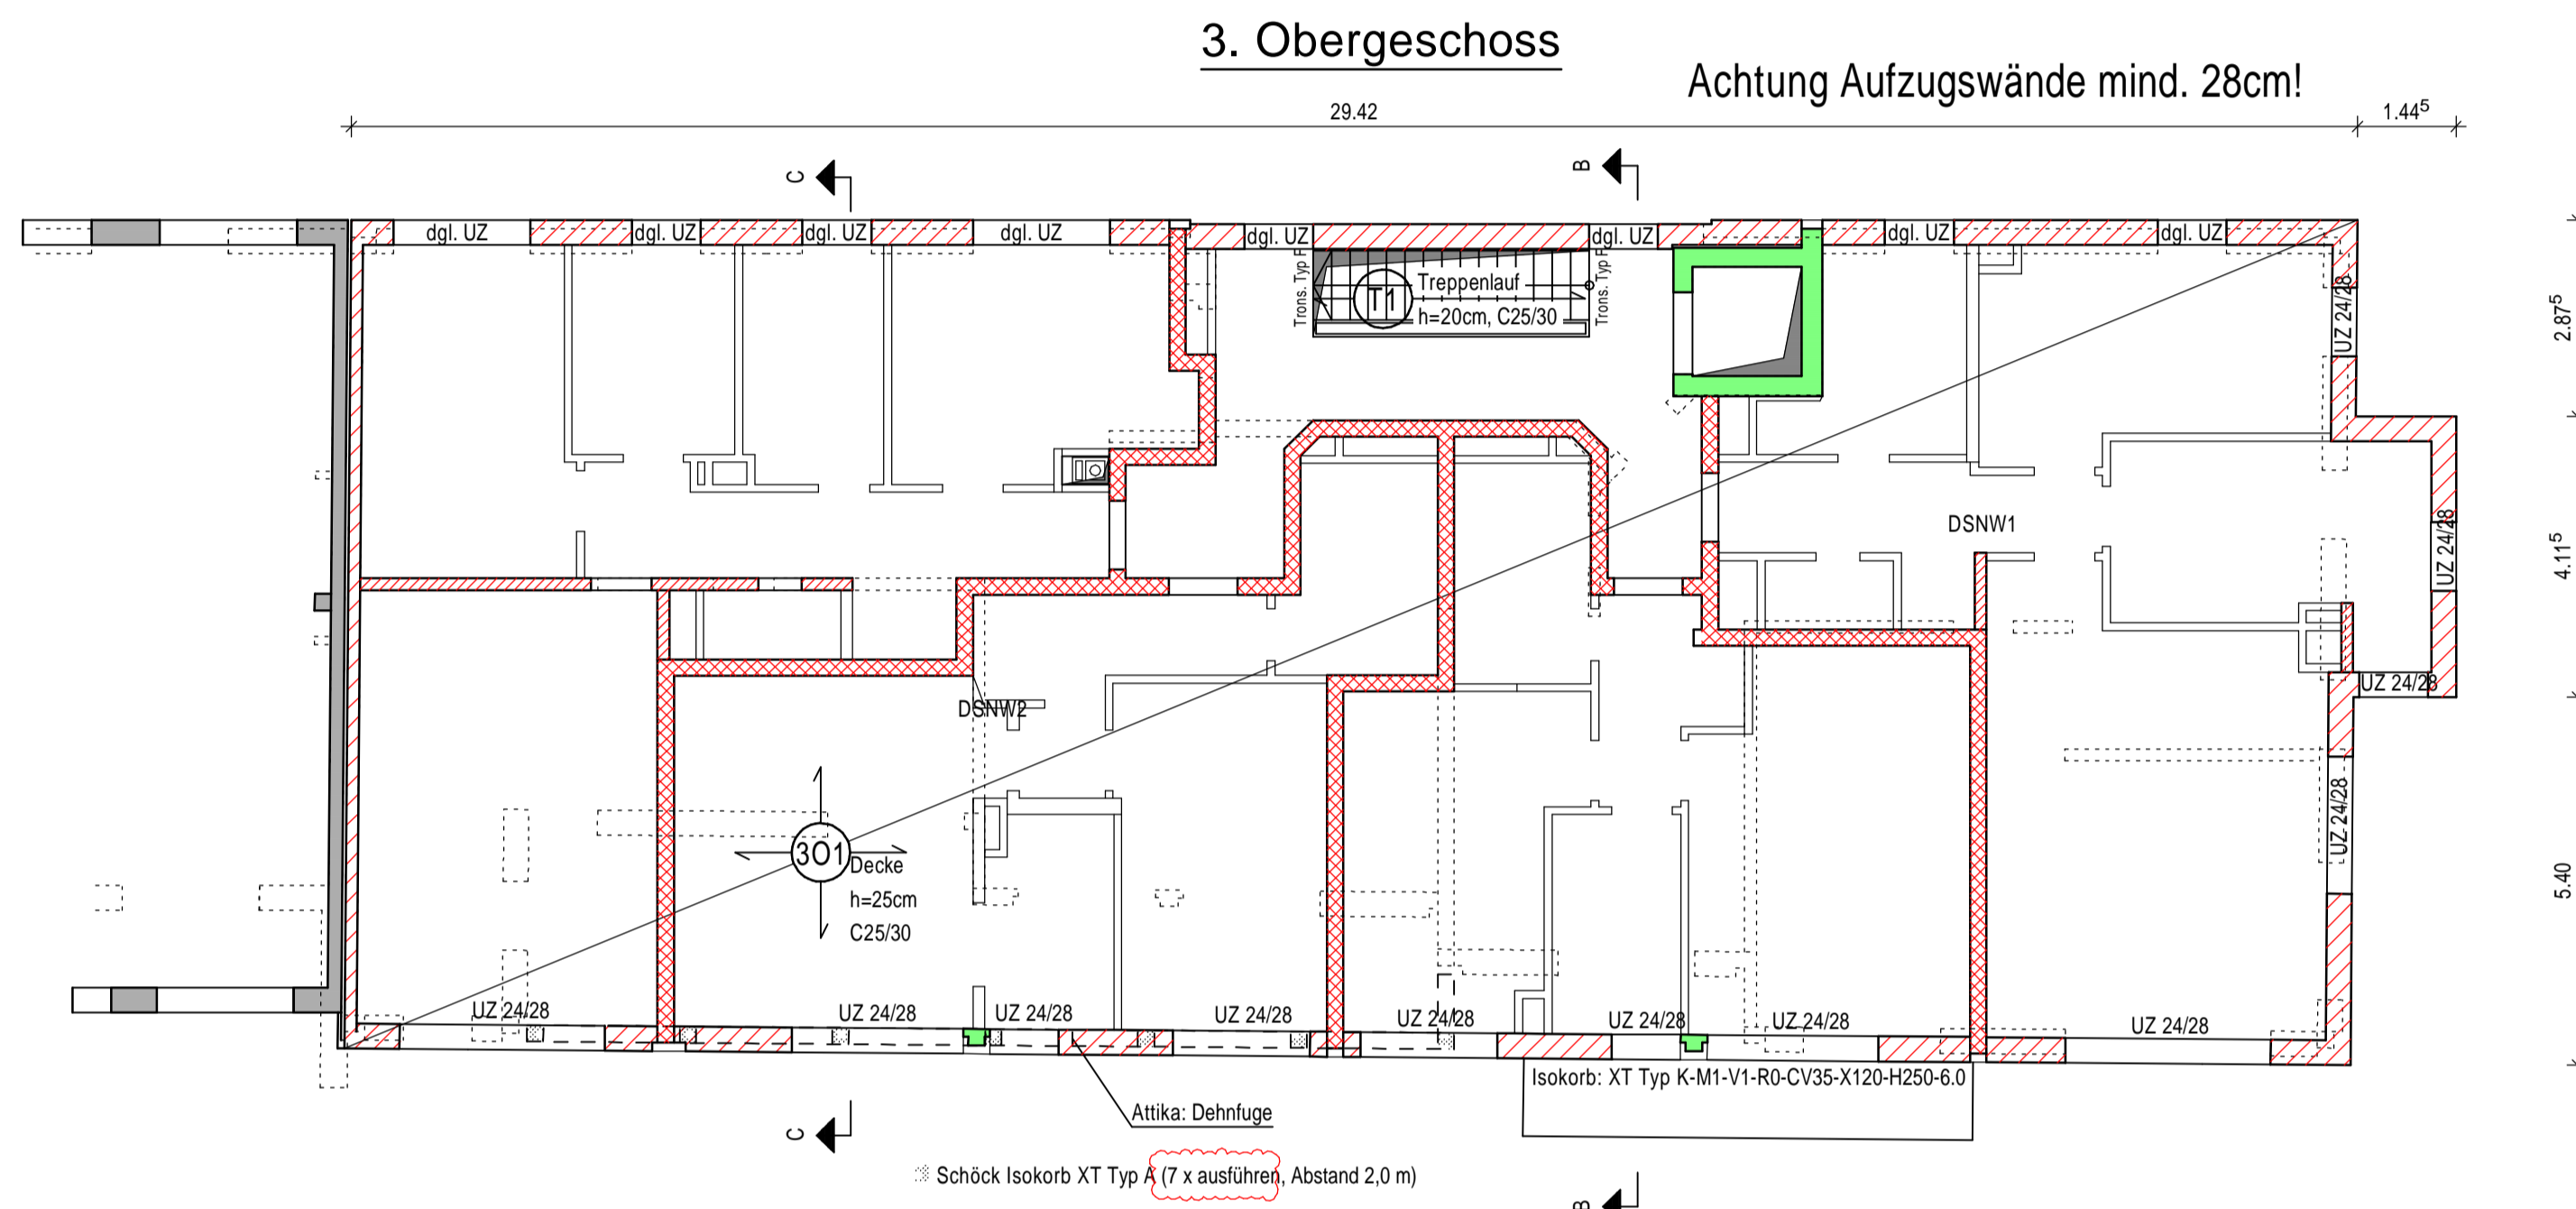 3. Obergeschoss
Achtung Aufzugswände mind. 28cm!
29.42
1.44⁵
C
B
dgl. UZ
dgl. UZ
dgl. UZ
dgl. UZ
dgl. UZ
dgl. UZ
dgl. UZ
dgl. UZ
Trons. Typ F
T1
Treppenlauf
h=20cm, C25/30
Trons. Typ F
UZ 24/28
2.87⁵
DSNW1
UZ 24/28
4.11⁵
UZ 24/28
DSNW2
UZ 24/28
301
Decke
h=25cm
C25/30
5.40
UZ 24/28
UZ 24/28
UZ 24/28
UZ 24/28
UZ 24/28
UZ 24/28
UZ 24/28
UZ 24/28
Isokorb: XT Typ K-M1-V1-R0-CV35-X120-H250-6.0
Attika: Dehnfuge
C
Schöck Isokorb XT Typ A (7 x ausführen, Abstand 2,0 m)
B